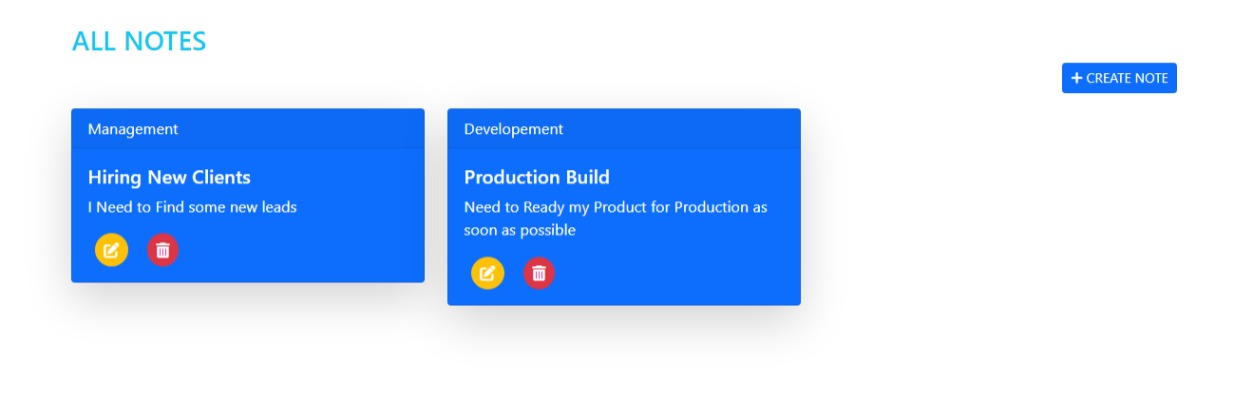 ALL NOTES
+ CREATE NOTE
Management
Hiring New Clients
I Need to Find some new leads
Developement
Production Build
Need to Ready my Product for Production as
soon as possible